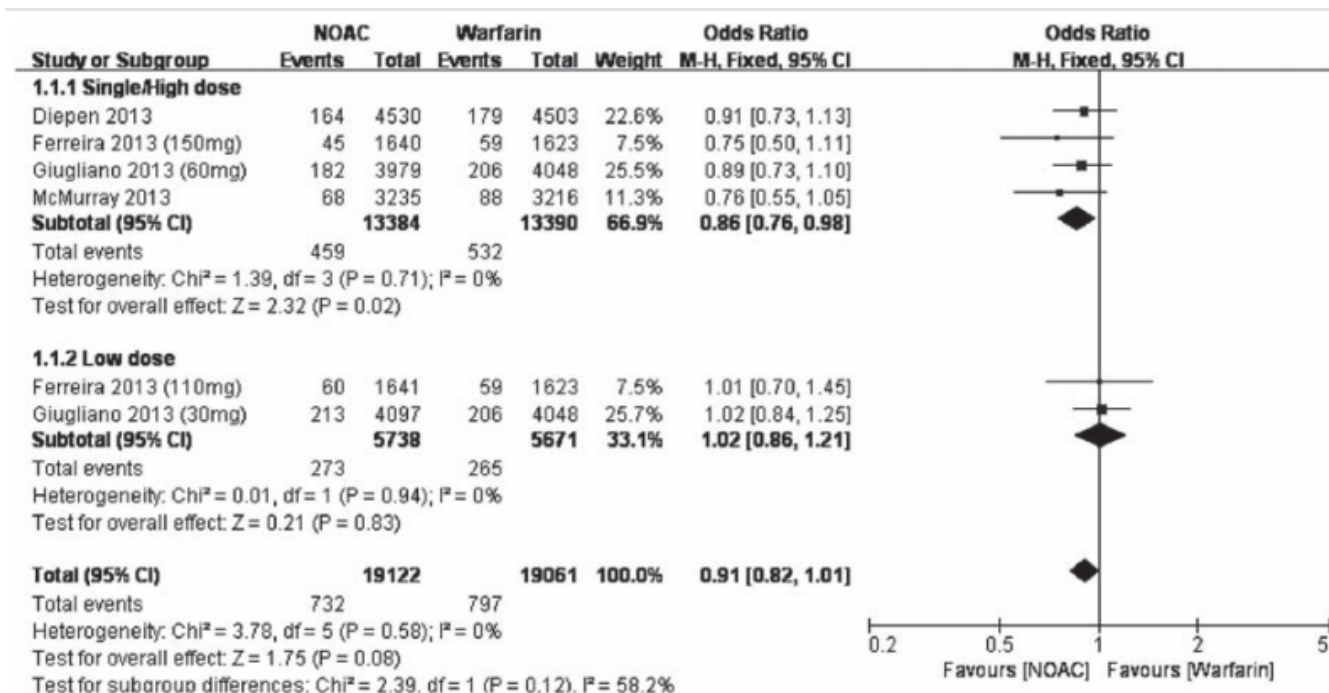 NOAC Warfarin Odds Ratio Odds Ratio
Study or Subgroup Events Total Events Total Weight M-H, Fixed, 95% CI M-H, Fixed, 95% CI
1.1.1 Single/High dose
Diepen 2013 164 4530 179 4503 22.6% 0.91 [0.73, 1.13]
Ferreira 2013 (150mg) 45 1640 59 1623 7.5% 0.75 [0.50, 1.11]
Giugliano 2013 (60mg) 182 3979 206 4048 25.5% 0.89 [0.73, 1.10]
McMurray 2013 68 3235 88 3216 11.3% 0.76 [0.55, 1.05]
Subtotal (95% CI) 13384 13390 66.9% 0.86 [0.76, 0.98]
Total events 459 532
Heterogeneity: Chi² = 1.39, df = 3 (P = 0.71); I² = 0%
Test for overall effect: Z = 2.32 (P = 0.02)
1.1.2 Low dose
Ferreira 2013 (110mg) 60 1641 59 1623 7.5% 1.01 [0.70, 1.45]
Giugliano 2013 (30mg) 213 4097 206 4048 25.7% 1.02 [0.84, 1.25]
Subtotal (95% CI) 5738 5671 33.1% 1.02 [0.86, 1.21]
Total events 273 265
Heterogeneity: Chi² = 0.01, df = 1 (P = 0.94); I² = 0%
Test for overall effect: Z = 0.21 (P = 0.83)
Total (95% CI) 19122 19061 100.0% 0.91 [0.82, 1.01]
Total events 732 797
Heterogeneity: Chi² = 3.78, df = 5 (P = 0.58); I² = 0%
Test for overall effect: Z = 1.75 (P = 0.08)
Test for subgroup differences: Chi² = 2.39, df = 1 (P = 0.12), I² = 58.2%
0.2 0.5 1 2 5
Favours [NOAC] Favours [Warfarin]